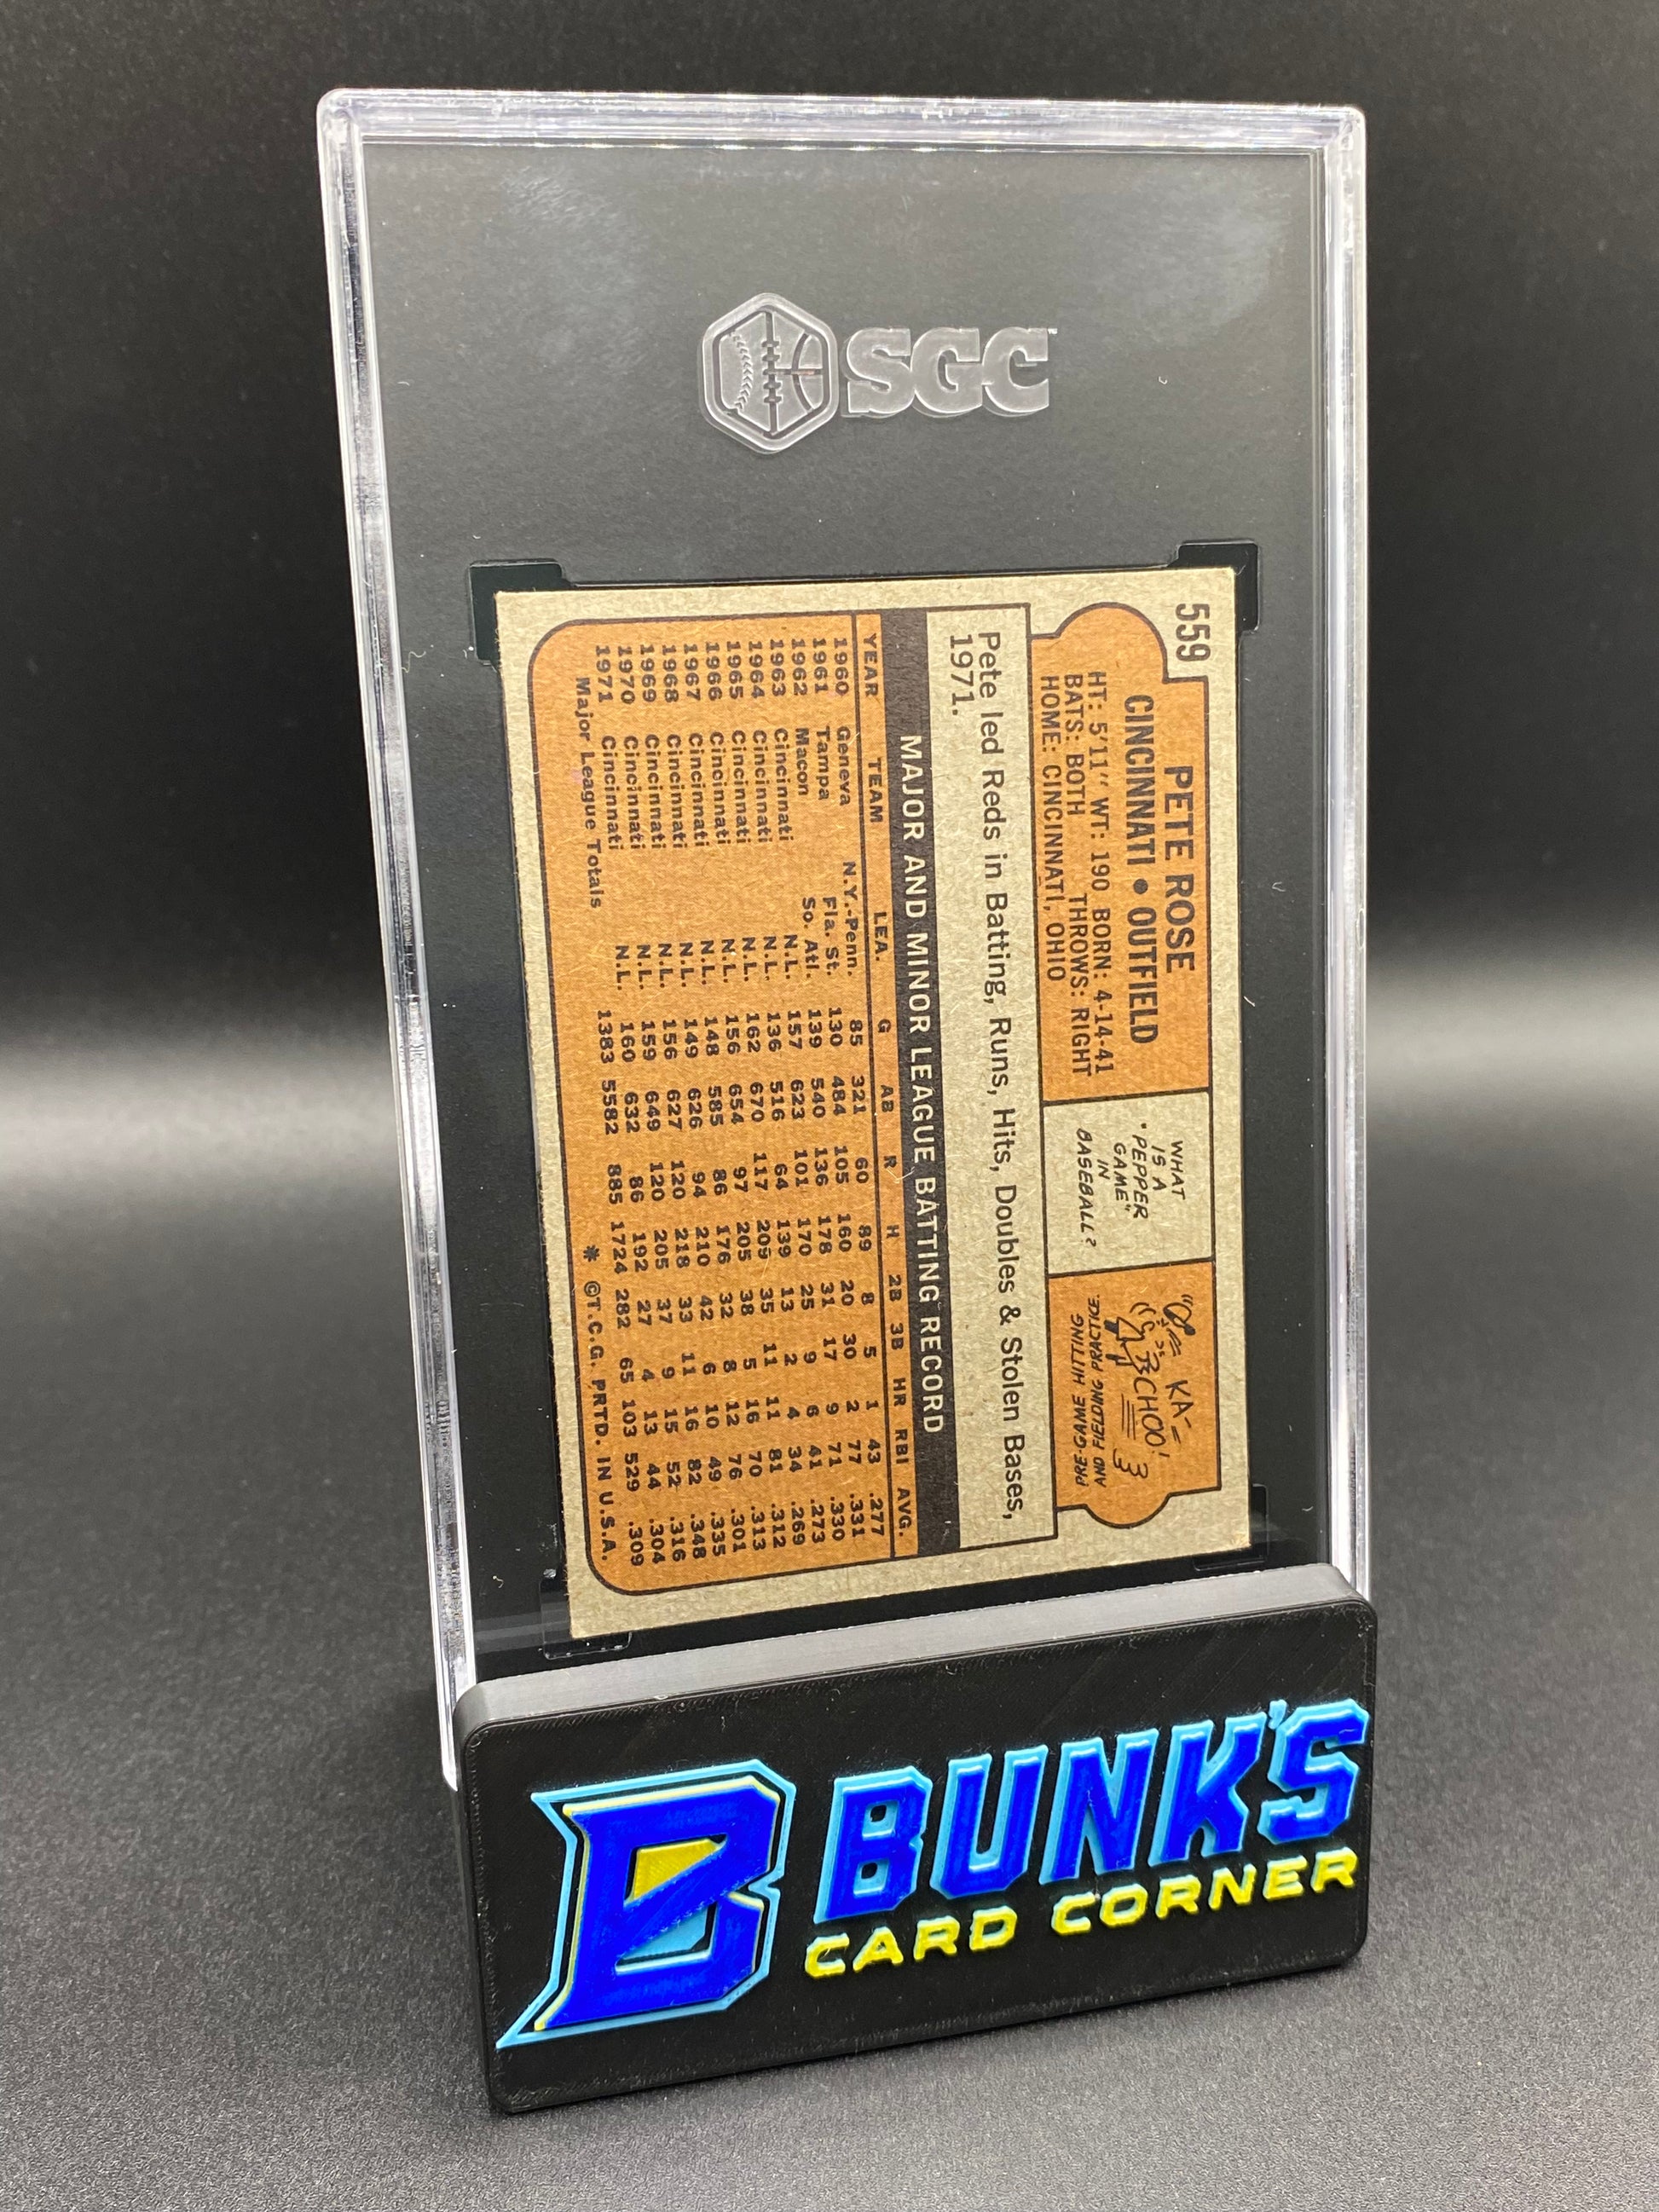 SGC
559
PETE ROSE
CINCINNATI • OUTFIELD
HT: 5'11" WT: 190 BORN: 4-14-41
BATS: BOTH THROWS: RIGHT
HOME: CINCINNATI, OHIO
WHAT
IS A
"PEPPER
GAME"
IN
BASEBALL?
KA-
CHOO!
PRE-GAME HITTING
AND FIELDING PRACTICE.
Pete led Reds in Batting, Runs, Hits, Doubles & Stolen Bases,
1971.
MAJOR AND MINOR LEAGUE BATTING RECORD
YEAR TEAM LEA. G AB R H 2B 3B HR RBI AVG.
1960 Geneva N.Y.-Penn. 85 321 60 89 8 5 1 43 .277
1961 Tampa Fla. St. 130 484 105 160 20 30 2 77 .331
1962 Macon So. Atl. 139 540 136 178 31 17 9 71 .330
1963 Cincinnati N.L. 157 623 101 170 25 9 6 41 .273
1964 Cincinnati N.L. 136 516 64 139 13 2 4 34 .269
1965 Cincinnati N.L. 162 670 117 209 35 11 11 81 .312
1966 Cincinnati N.L. 156 654 97 205 38 5 16 70 .313
1967 Cincinnati N.L. 148 585 86 176 32 8 12 76 .301
1968 Cincinnati N.L. 149 626 94 210 42 6 10 49 .335
1969 Cincinnati N.L. 156 627 120 218 33 11 16 82 .348
1970 Cincinnati N.L. 159 649 120 205 37 9 15 52 .316
1971 Cincinnati N.L. 160 632 86 192 27 4 13 44 .304
Major League Totals 1383 5582 885 1724 282 65 103 529 .309
* ©T.C.G. PRTD. IN U.S.A.
B BUNK'S
CARD CORNER